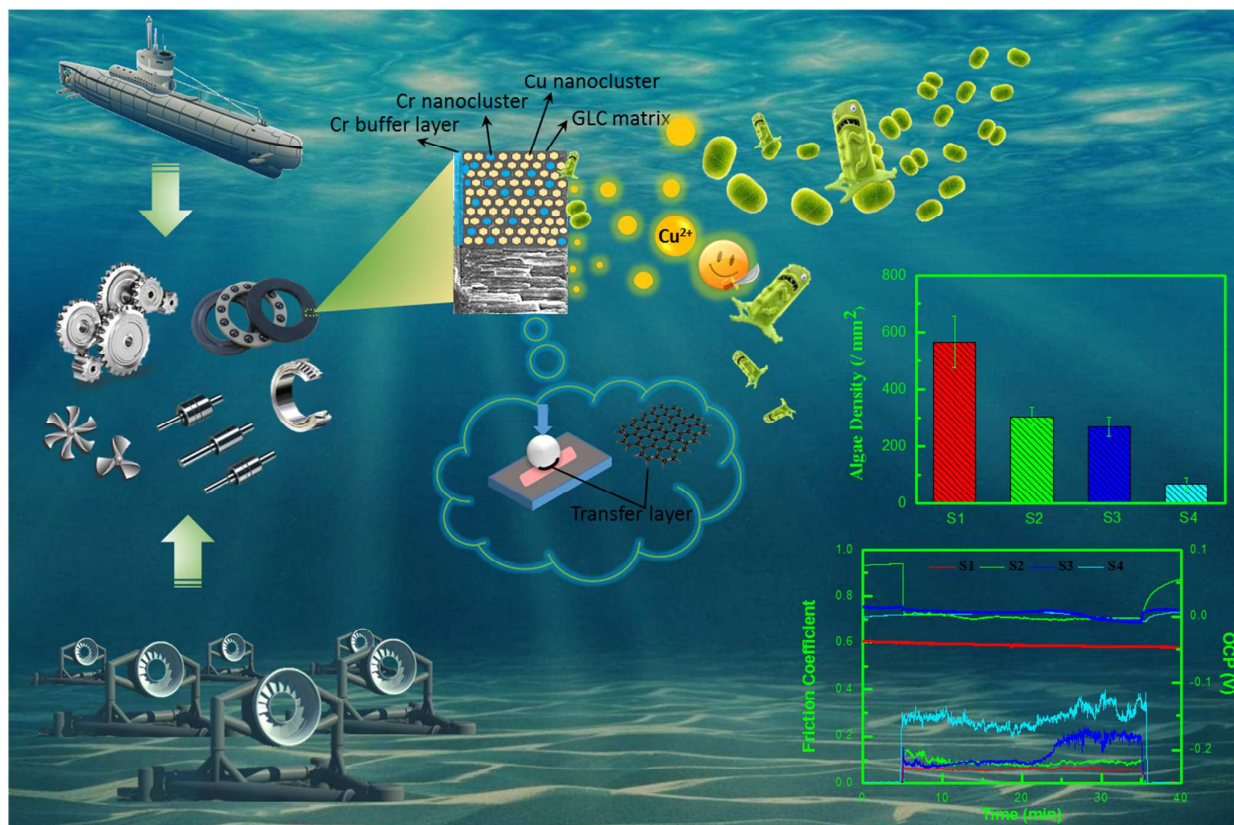 Cu nanocluster
Cr nanocluster
GLC matrix
Cr buffer layer
Cu²⁺
Transfer layer
800
600
400
200
0
Algae Density (/mm²)
S1 S2 S3 S4
1.0
0.8
0.6
0.4
0.2
0.0
Friction Coefficient
S1 S2 S3 S4
0.1
0.0
-0.1
-0.2
OCP (V)
0 10 20 30 40
Time (min)